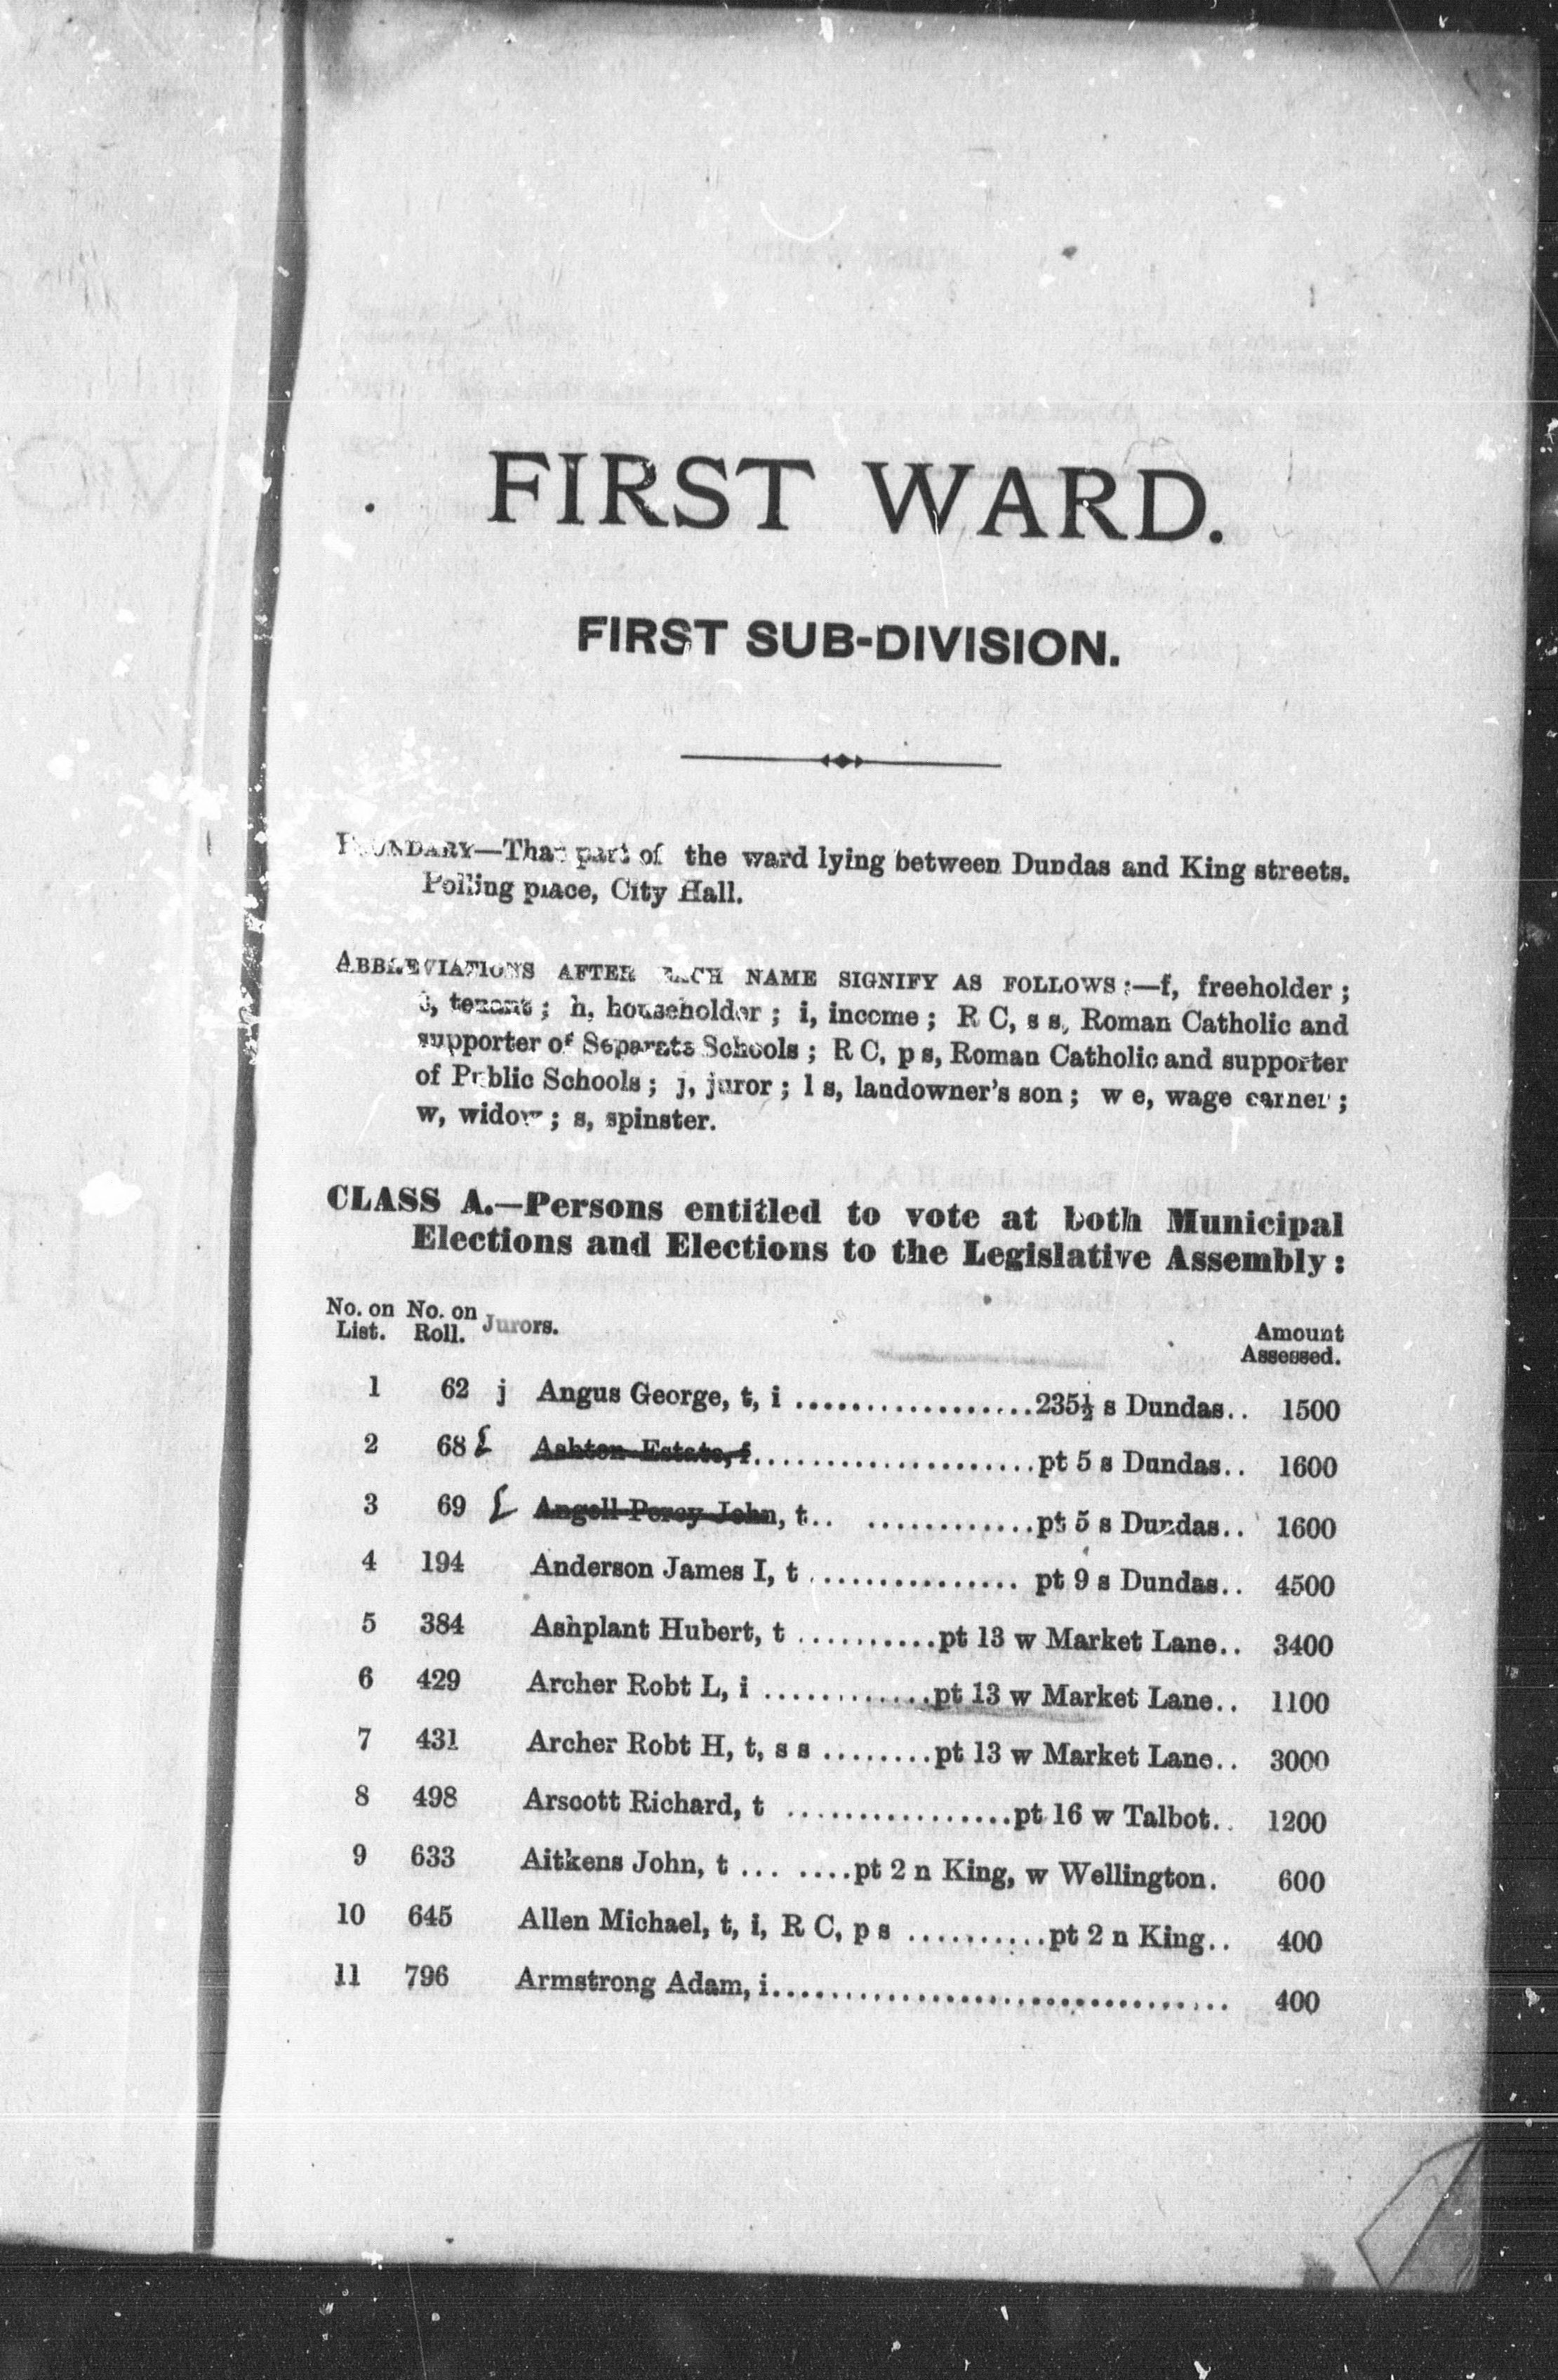 FIRST WARD.
FIRST SUB-DIVISION.
BOUNDARY—That part of the ward lying between Dundas and King streets.
Polling place, City Hall.
ABBREVIATIONS AFTER EACH NAME SIGNIFY AS FOLLOWS:—f, freeholder;
t, tenant; h, householder; i, income; R C, s s, Roman Catholic and
supporter of Separate Schools; R C, p s, Roman Catholic and supporter
of Public Schools; j, juror; l s, landowner's son; w e, wage earner;
w, widow; s, spinster.
CLASS A.—Persons entitled to vote at both Municipal
Elections and Elections to the Legislative Assembly:
No. on List. No. on Roll. Jurors. Amount Assessed.
1 62 j Angus George, t, i .................235½ s Dundas.. 1500
2 68 Ashton Estate, f....................pt 5 s Dundas.. 1600
3 69 Angell Percy John, t.. ............pt 5 s Dundas.. 1600
4 194 Anderson James I, t ............... pt 9 s Dundas.. 4500
5 384 Ashplant Hubert, t ..........pt 13 w Market Lane.. 3400
6 429 Archer Robt L, i ............pt 13 w Market Lane.. 1100
7 431 Archer Robt H, t, s s ........pt 13 w Market Lane.. 3000
8 498 Arscott Richard, t ................pt 16 w Talbot.. 1200
9 633 Aitkens John, t ... ....pt 2 n King, w Wellington. 600
10 645 Allen Michael, t, i, R C, p s ..........pt 2 n King.. 400
11 796 Armstrong Adam, i................................ 400